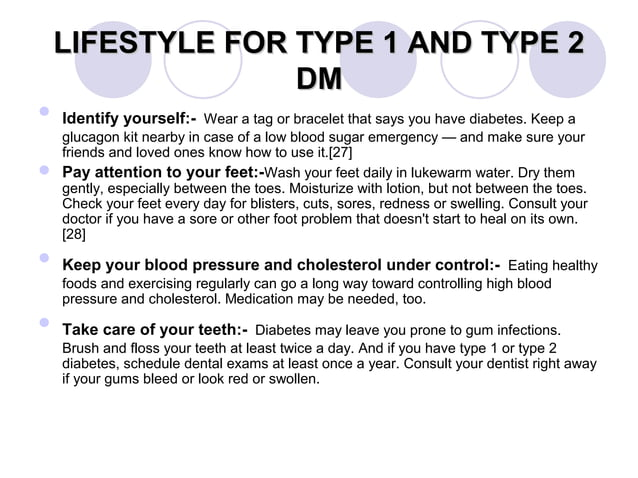 LIFESTYLE FOR TYPE 1 AND TYPE 2
DM
Identify yourself:- Wear a tag or bracelet that says you have diabetes. Keep a
glucagon kit nearby in case of a low blood sugar emergency — and make sure your
friends and loved ones know how to use it.[27]
Pay attention to your feet:-Wash your feet daily in lukewarm water. Dry them
gently, especially between the toes. Moisturize with lotion, but not between the toes.
Check your feet every day for blisters, cuts, sores, redness or swelling. Consult your
doctor if you have a sore or other foot problem that doesn't start to heal on its own.
[28]
Keep your blood pressure and cholesterol under control:- Eating healthy
foods and exercising regularly can go a long way toward controlling high blood
pressure and cholesterol. Medication may be needed, too.
Take care of your teeth:- Diabetes may leave you prone to gum infections.
Brush and floss your teeth at least twice a day. And if you have type 1 or type 2
diabetes, schedule dental exams at least once a year. Consult your dentist right away
if your gums bleed or look red or swollen.